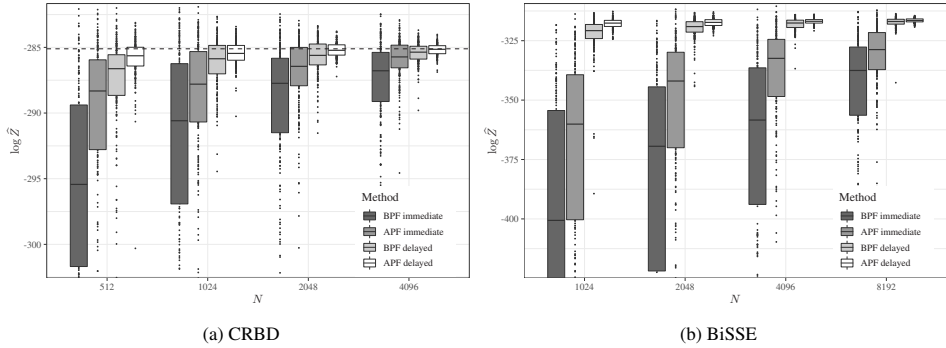 -285
-290
-295
-300
log Ẑ
Method
BPF immediate
APF immediate
BPF delayed
APF delayed
512
1024
2048
4096
N
(a) CRBD
-325
-350
-375
-400
log Ẑ
Method
BPF immediate
APF immediate
BPF delayed
APF delayed
1024
2048
4096
8192
N
(b) BiSSE